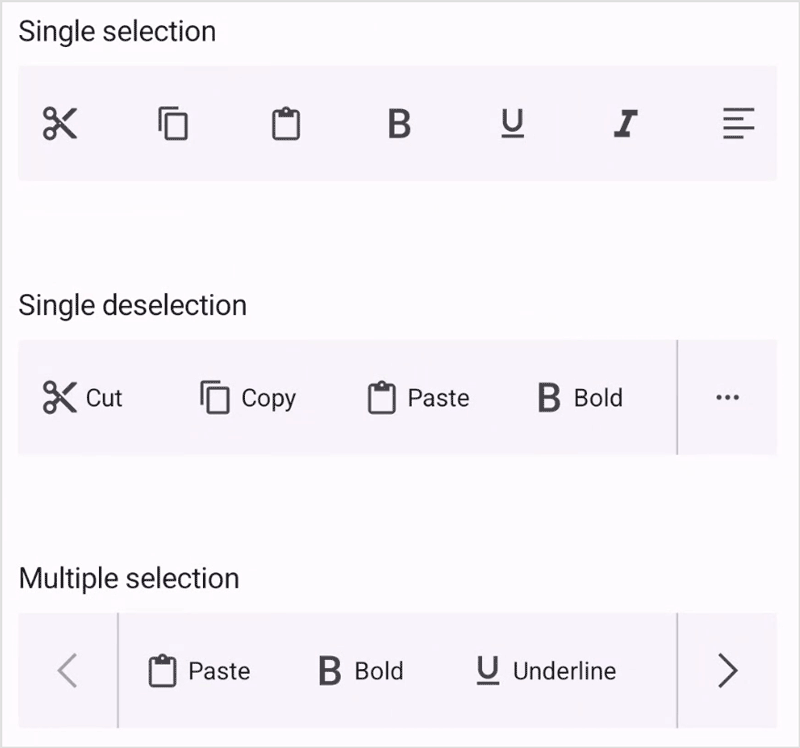 Single selection
B U I
Single deselection
Cut Copy Paste B Bold ...
Multiple selection
Paste B Bold U Underline